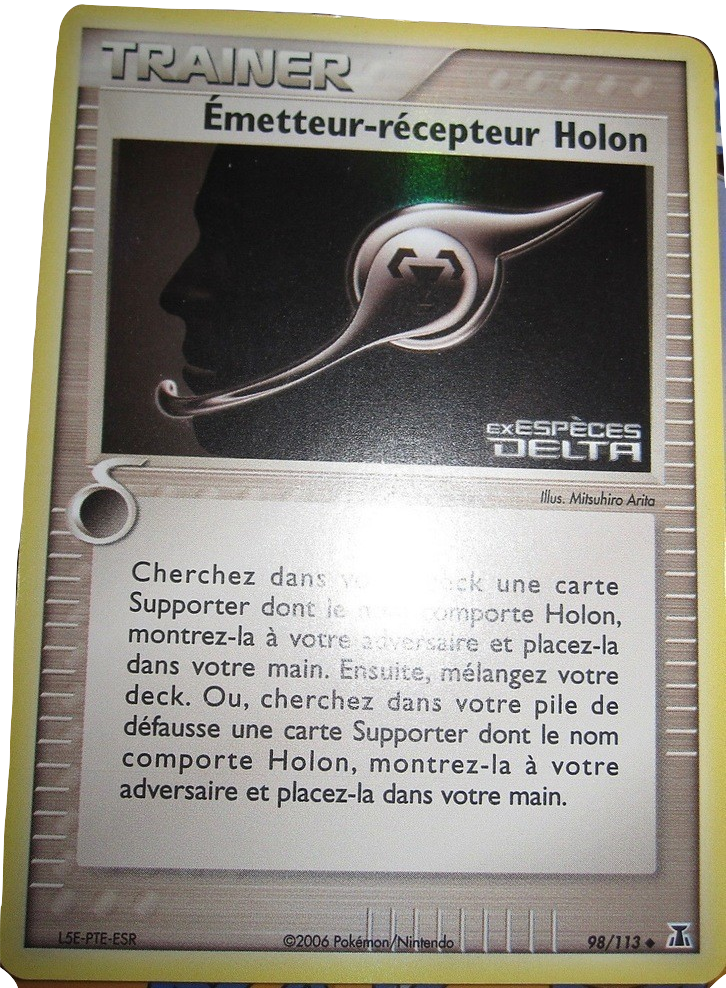 TRAINER
Émetteur-récepteur Holon
EXESPÈCES
DELTA
Illus. Mitsuhiro Arita
Cherchez dans une carte
Supporter dont le comporte Holon,
montrez-la à votre adversaire et placez-la
dans votre main. Ensuite, mélangez votre
deck. Ou, cherchez dans votre pile de
défausse une carte Supporter dont le nom
comporte Holon, montrez-la à votre
adversaire et placez-la dans votre main.
L5E-PTE-ESR
©2006 Pokémon/Nintendo
98/113